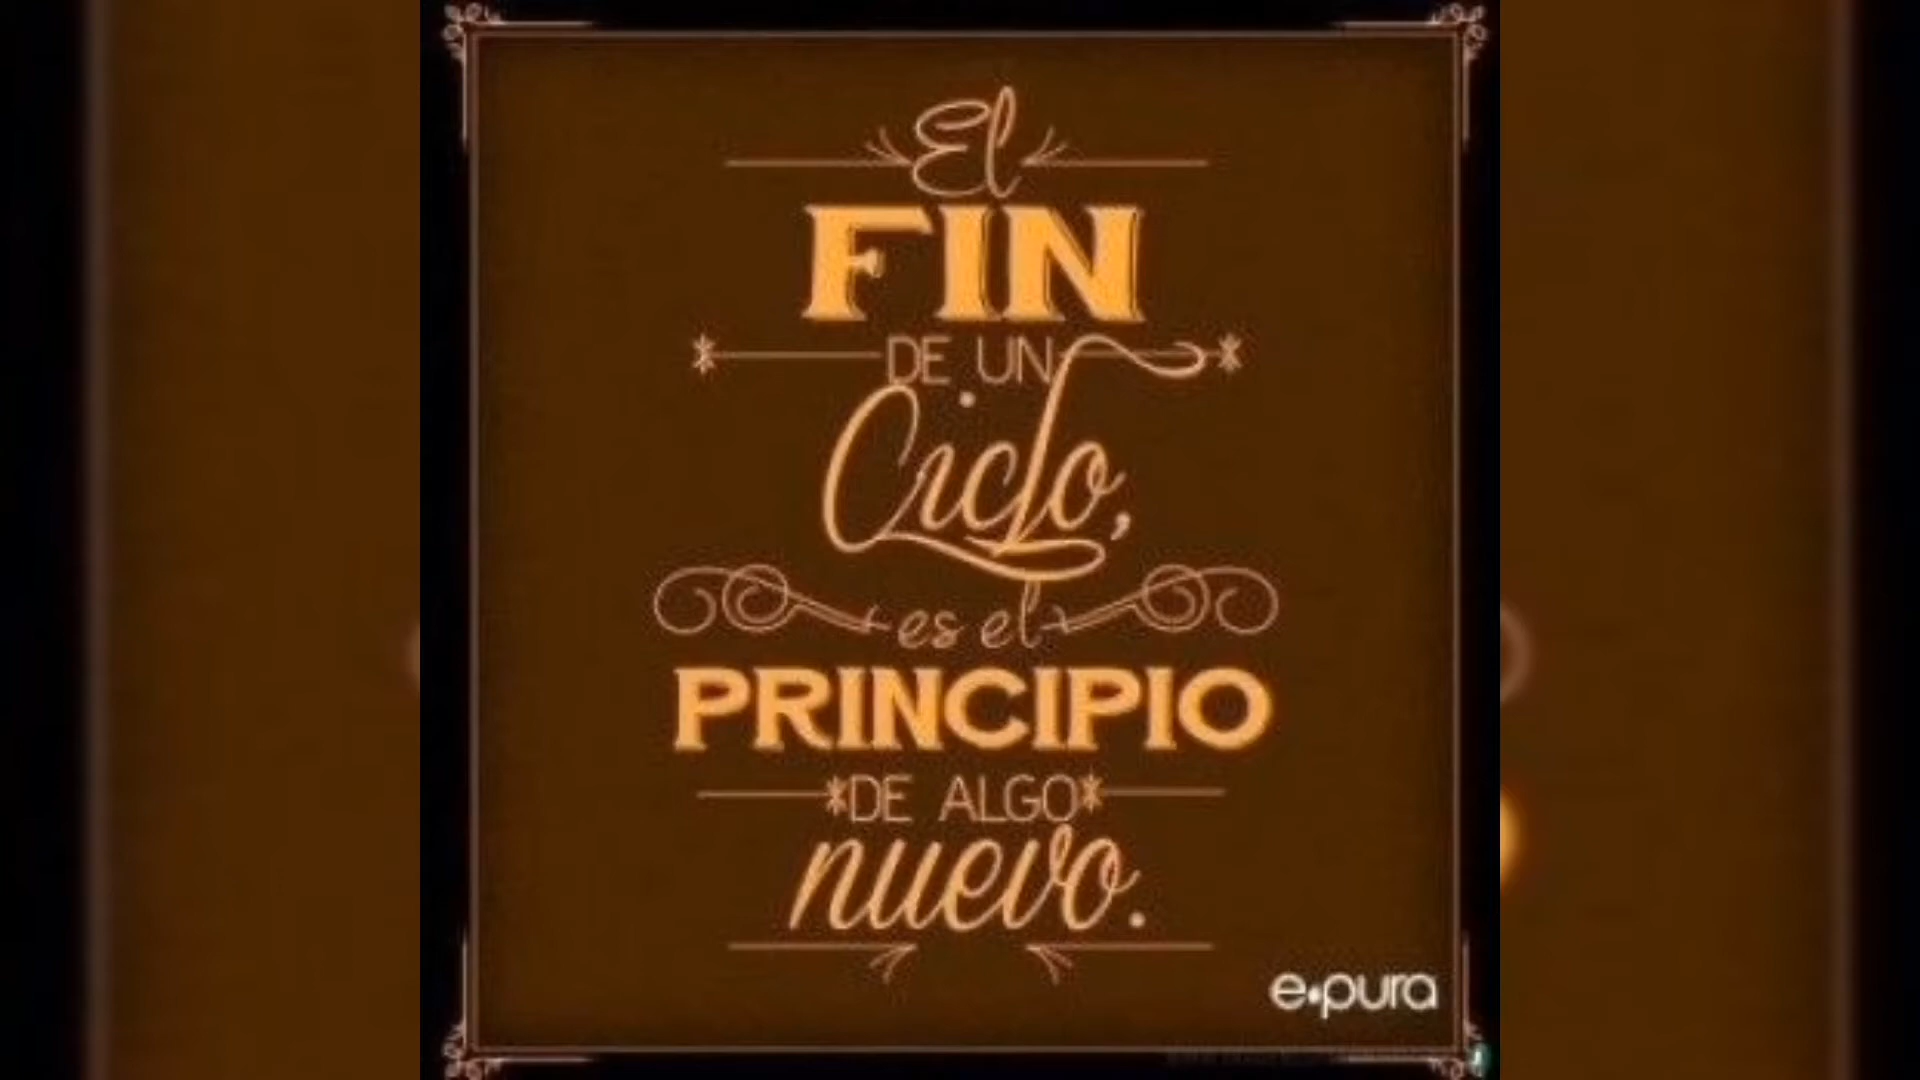 El
FIN
DE UN
Ciclo,
es el
PRINCIPIO
DE ALGO
nuevo.
e•pura